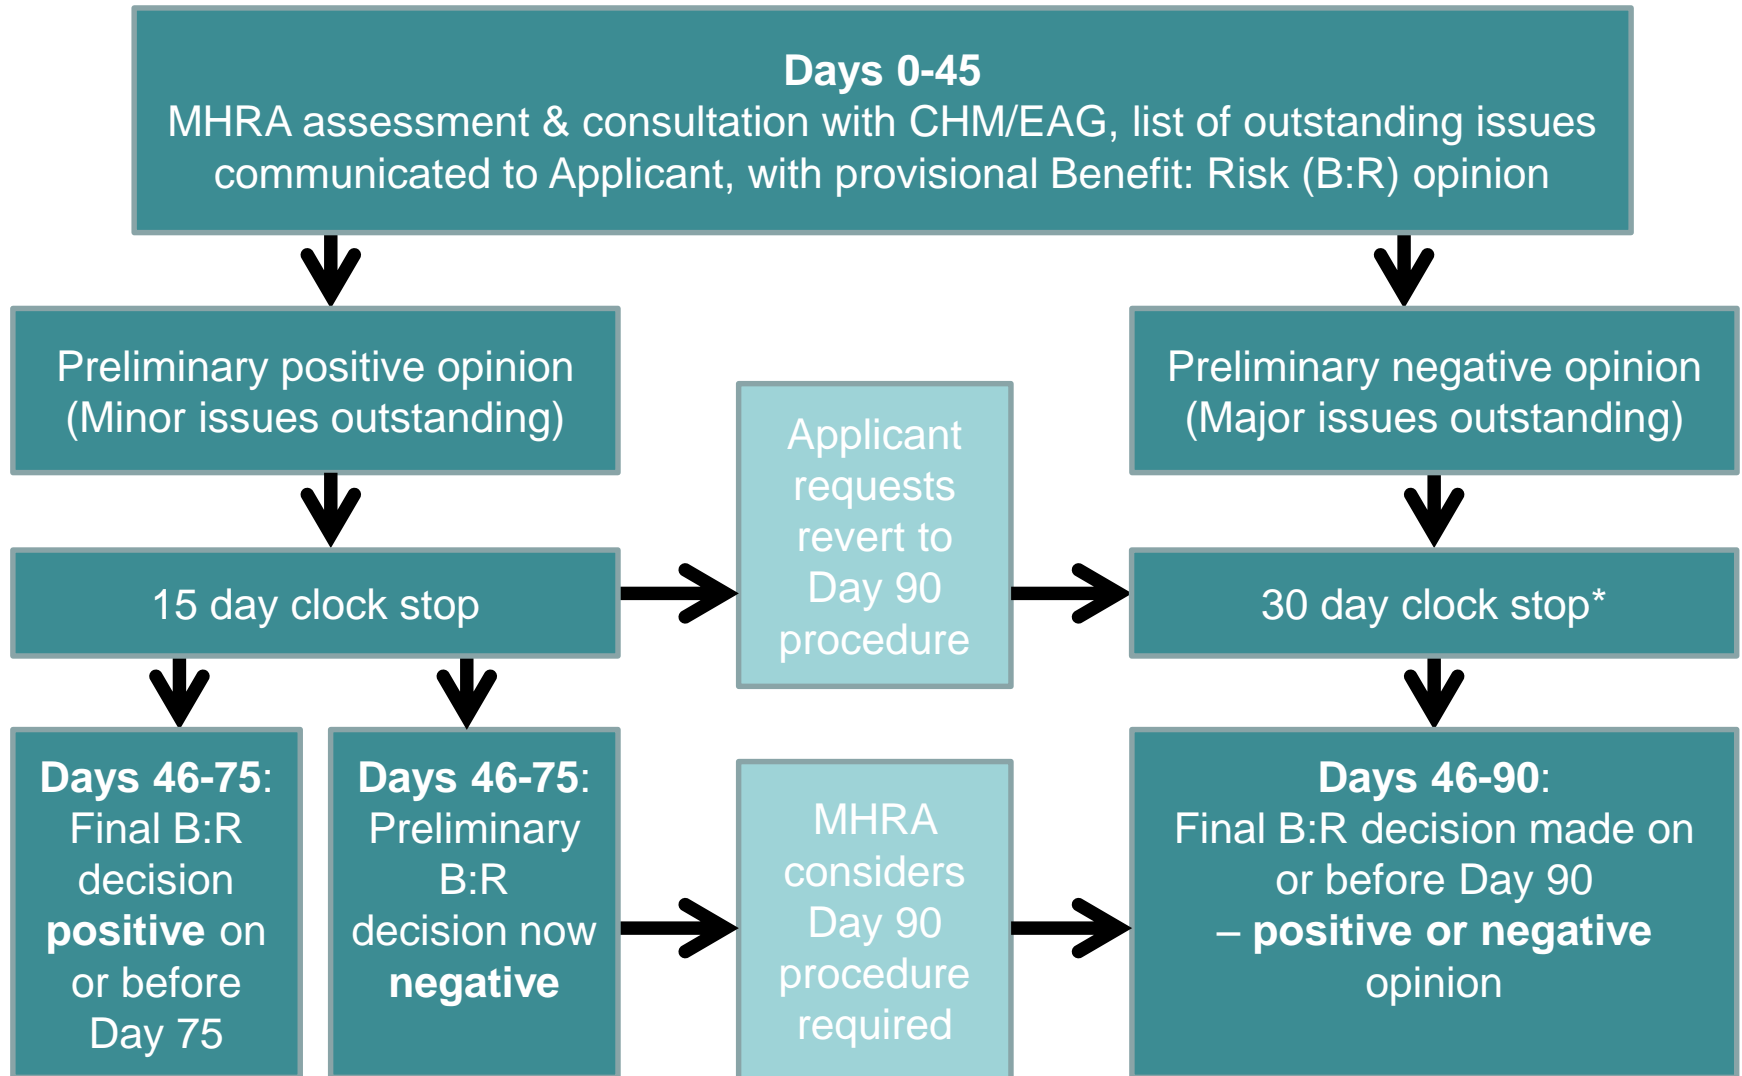 Days 0-45
MHRA assessment & consultation with CHM/EAG, list of outstanding issues
communicated to Applicant, with provisional Benefit: Risk (B:R) opinion
Preliminary positive opinion
(Minor issues outstanding)
Applicant
requests
revert to
Day 90
procedure
Preliminary negative opinion
(Major issues outstanding)
15 day clock stop
30 day clock stop*
Days 46-75:
Final B:R
decision
positive on
or before
Day 75
Days 46-75:
Preliminary
B:R
decision now
negative
MHRA
considers
Day 90
procedure
required
Days 46-90:
Final B:R decision made on
or before Day 90
– positive or negative
opinion